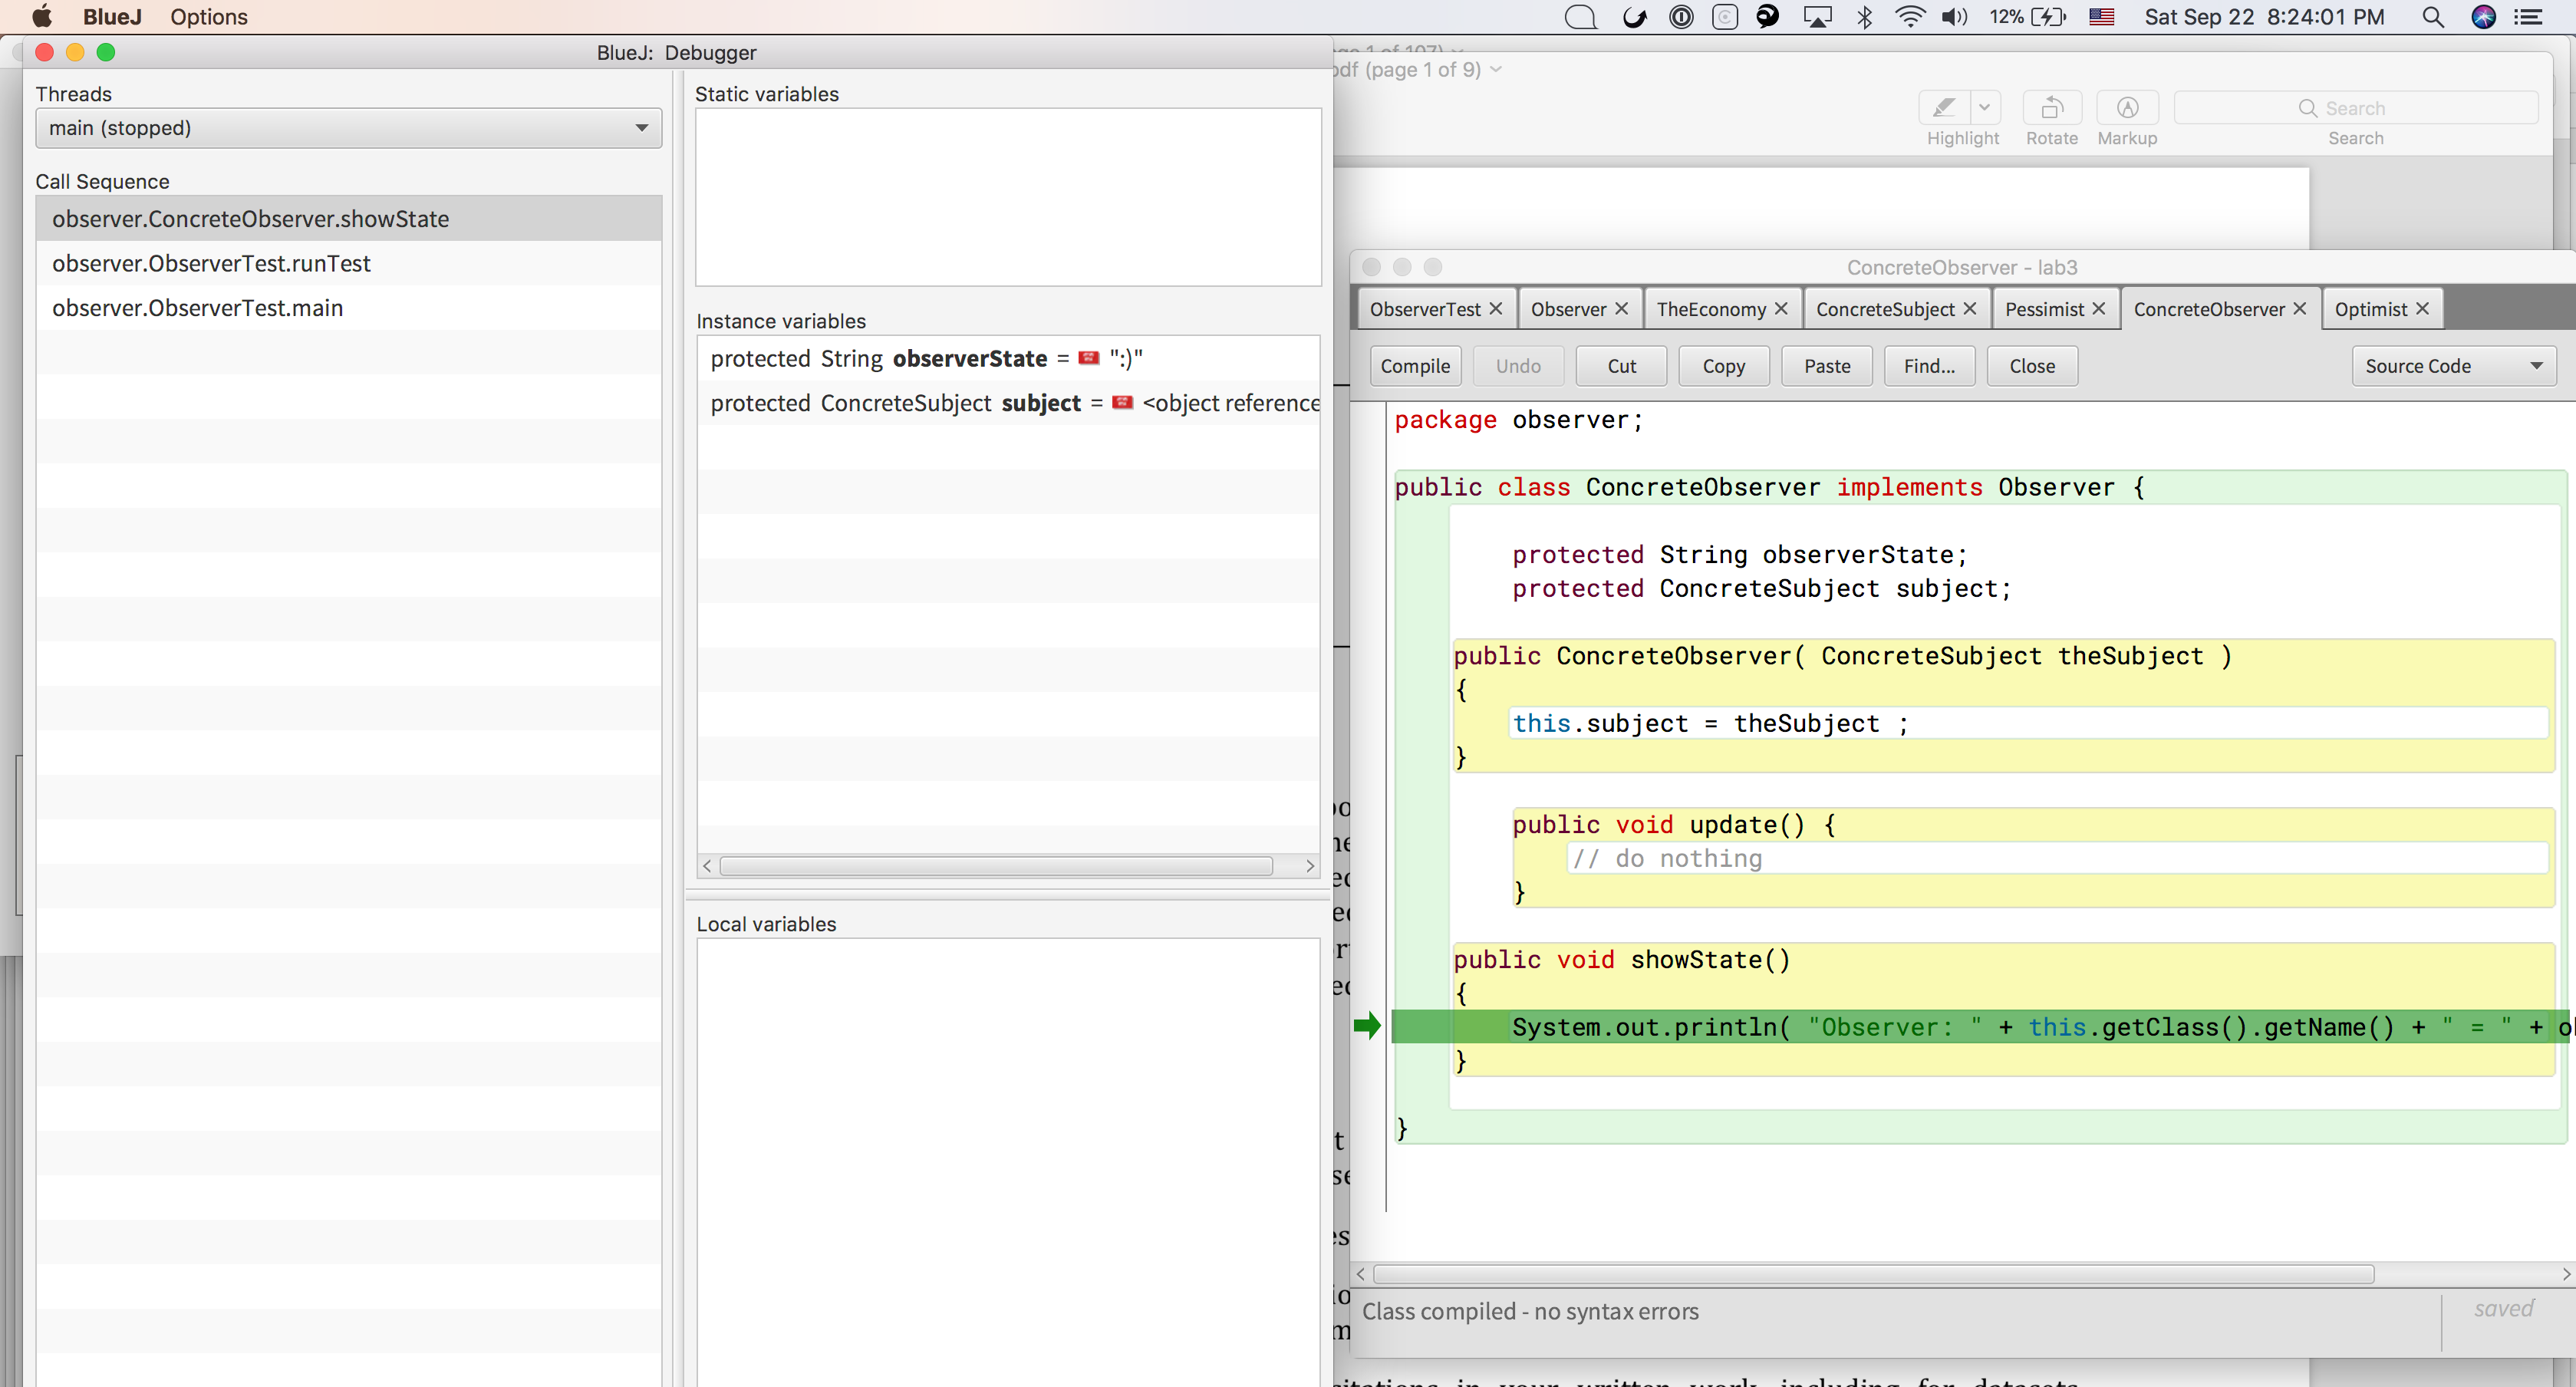 BlueJ Options
12% Sat Sep 22 8:24:01 PM
BlueJ: Debugger
Threads
main (stopped)
Call Sequence
observer.ConcreteObserver.showState
observer.ObserverTest.runTest
observer.ObserverTest.main
Static variables
Instance variables
protected String observerState = ":)"
protected ConcreteSubject subject = <object reference
Local variables
(page 1 of 9)
Highlight Rotate Markup Search
Search
ConcreteObserver - lab3
ObserverTest Observer TheEconomy ConcreteSubject Pessimist ConcreteObserver Optimist
Compile Undo Cut Copy Paste Find... Close Source Code
package observer;
public class ConcreteObserver implements Observer {
protected String observerState;
protected ConcreteSubject subject;
public ConcreteObserver( ConcreteSubject theSubject )
{
this.subject = theSubject ;
}
public void update() {
// do nothing
}
public void showState()
{
System.out.println( "Observer: " + this.getClass().getName() + " = " +
}
}
Class compiled - no syntax errors
saved